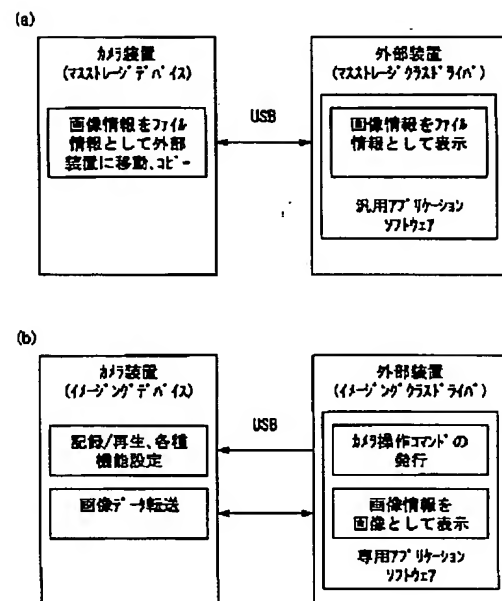 (a)
カメラ装置
(マスストレージデバイス)
画像情報をファイル
情報として外部
装置に移動、コピー
USB
外部装置
(マスストレージクラスドライバ)
画像情報をファイル
情報として表示
汎用アプリケーション
ソフトウェア
(b)
カメラ装置
(イメージングデバイス)
記録/再生、各種
機能設定
画像データ転送
USB
外部装置
(イメージングクラスドライバ)
カメラ操作コマンドの
発行
画像情報を
画像として表示
専用アプリケーション
ソフトウェア